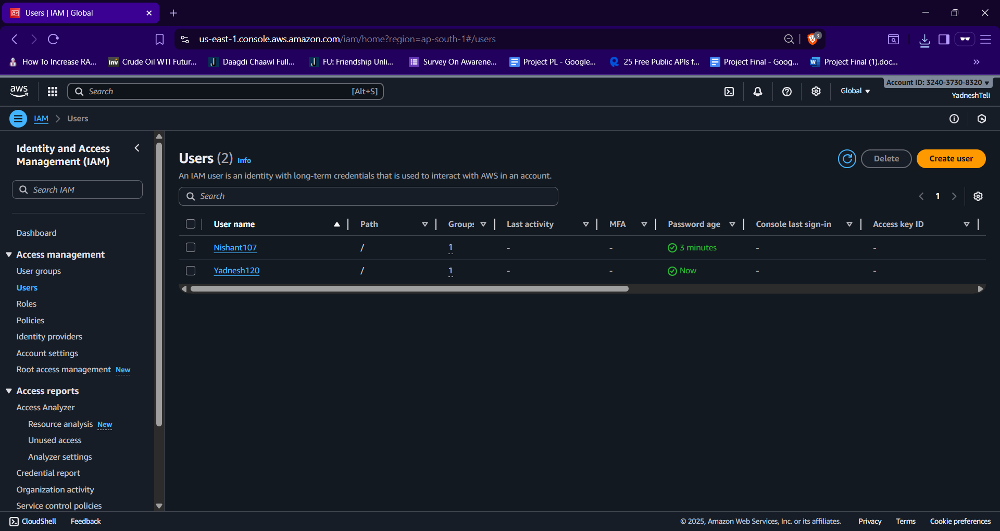 Users | IAM | Global
us-east-1.console.aws.amazon.com/iam/home?region=ap-south-1#/users
3
How To Increase RA...
Inv
Crude Oil WTI Futur...
Daagdi Chaawl Full...
FU: Friendship Unli...
Survey On Awarene...
Project PL - Google...
25 Free Public APIs f...
Project Final - Goog...
Project Final (1).doc...
aws
Search
[Alt+S]
Global
Account ID: 3240-3730-8320
YadneshTeli
IAM
Users
Identity and Access
Management (IAM)
Search IAM
Dashboard
Access management
User groups
Users
Roles
Policies
Identity providers
Account settings
Root access management New
Access reports
Access Analyzer
Resource analysis New
Unused access
Analyzer settings
Credential report
Organization activity
Service control policies
Users (2) Info
Delete
Create user
An IAM user is an identity with long-term credentials that is used to interact with AWS in an account.
Search
1
User name Path Groups Last activity MFA Password age Console last sign-in Access key ID
Nishant107 / 1 - - 3 minutes - -
Yadnesh120 / 1 - - Now - -
CloudShell Feedback
© 2025, Amazon Web Services, Inc. or its affiliates. Privacy Terms Cookie preferences